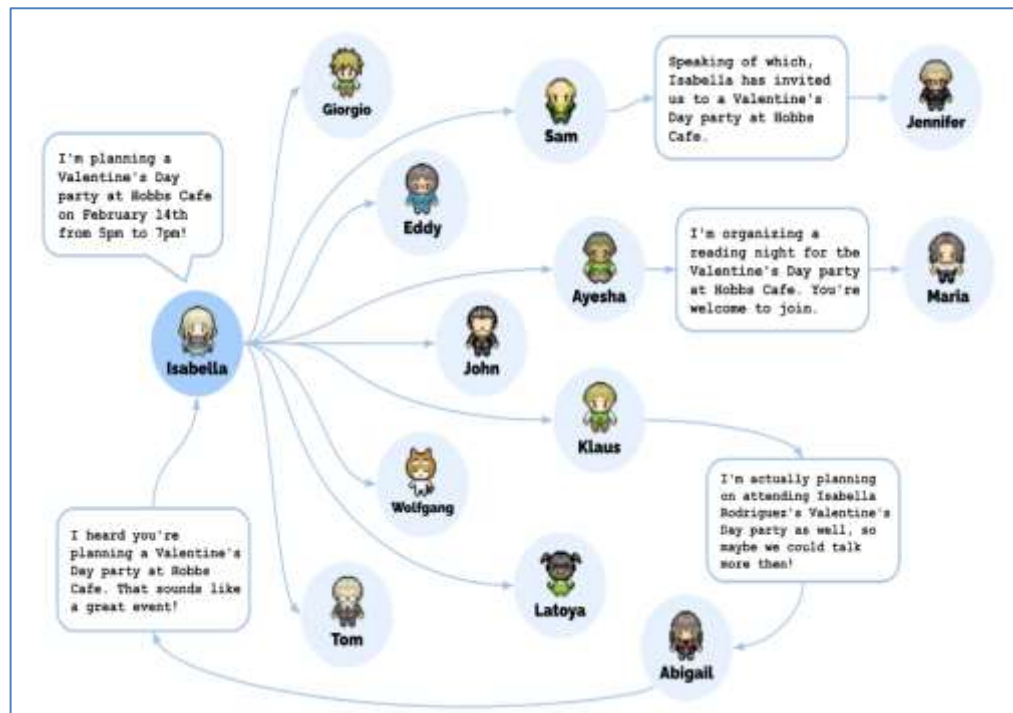 Giorgio
Sam
Speaking of which,
Isabella has invited
us to a Valentine's
Day party at Hobbs
Cafe.
Jennifer
I'm planning a
Valentine's Day
party at Hobbs Cafe
on February 14th
from 5pm to 7pm!
Eddy
Ayesha
I'm organizing a
reading night for the
Valentine's Day party
at Hobbs Cafe. You're
welcome to join.
Maria
Isabella
John
Klaus
Wolfgang
I'm actually planning
on attending Isabella
Rodriguez's Valentine's
Day party as well, so
maybe we could talk
more then!
I heard you're
planning a Valentine's
Day party at Hobbs
Cafe. That sounds like
a great event!
Tom
Latoya
Abigail